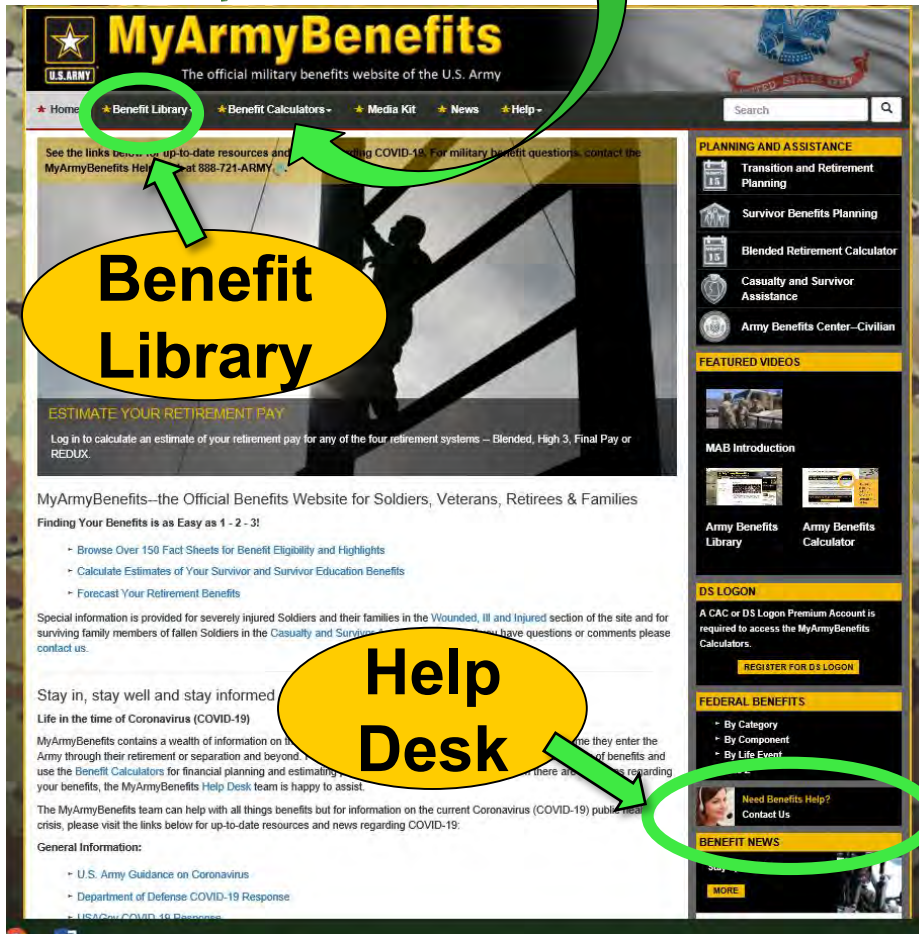 MyArmyBenefits
U.S.ARMY
The official military benefits website of the U.S. Army
Home
Benefit Library
Benefit Calculators
Media Kit
News
Help
Search
See the links below for up-to-date resources and ding COVID-19. For military benefit questions, contact the
MyArmyBenefits Hel at 888-721-ARMY
Benefit
Library
ESTIMATE YOUR RETIREMENT PAY
Log in to calculate an estimate of your retirement pay for any of the four retirement systems -- Blended, High 3, Final Pay or
REDUX.
MyArmyBenefits--the Official Benefits Website for Soldiers, Veterans, Retirees & Families
Finding Your Benefits is as Easy as 1 - 2 - 3!
Browse Over 150 Fact Sheets for Benefit Eligibility and Highlights
Calculate Estimates of Your Survivor and Survivor Education Benefits
Forecast Your Retirement Benefits
Special information is provided for severely injured Soldiers and their families in the Wounded, Ill and Injured section of the site and for
surviving family members of fallen Soldiers in the Casualty and Survivor have questions or comments please
contact us.
Help
Desk
Stay in, stay well and stay informed
Life in the time of Coronavirus (COVID-19)
MyArmyBenefits contains a wealth of information on th me they enter the
Army through their retirement or separation and beyond. of benefits and
use the Benefit Calculators for financial planning and estimating there are regarding
your benefits, the MyArmyBenefits Help Desk team is happy to assist.
The MyArmyBenefits team can help with all things benefits but for information on the current Coronavirus (COVID-19) public health
crisis, please visit the links below for up-to-date resources and news regarding COVID-19:
General Information:
U.S. Army Guidance on Coronavirus
Department of Defense COVID-19 Response
USAGov COVID-19 Response
PLANNING AND ASSISTANCE
Transition and Retirement
Planning
Survivor Benefits Planning
Blended Retirement Calculator
Casualty and Survivor
Assistance
Army Benefits Center--Civilian
FEATURED VIDEOS
MAB Introduction
Army Benefits
Library
Army Benefits
Calculator
DS LOGON
A CAC or DS Logon Premium Account is
required to access the MyArmyBenefits
Calculators.
REGISTER FOR DS LOGON
FEDERAL BENEFITS
By Category
By Component
By Life Event
Need Benefits Help?
Contact Us
BENEFIT NEWS
MORE